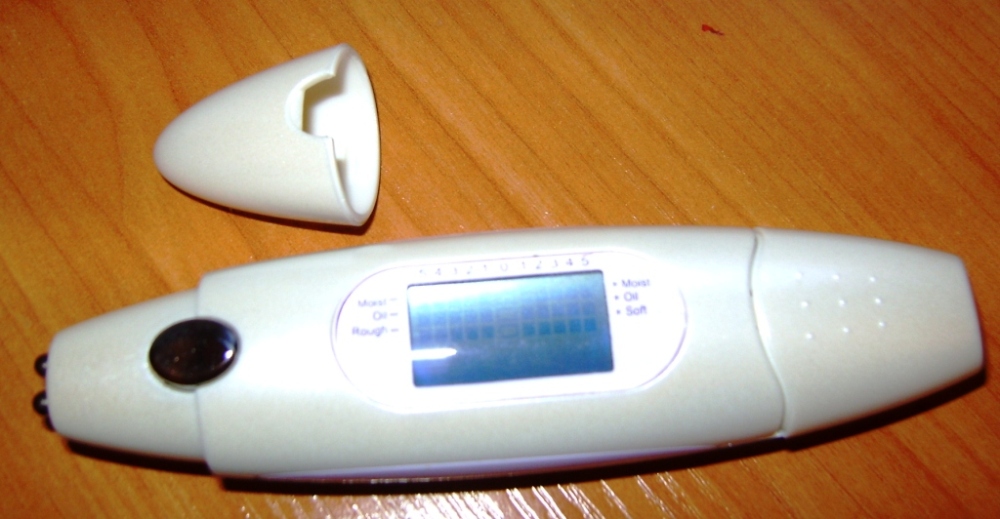 5 4 3 2 1 0 1 2 3 4 5
Moist –
Oil –
Rough –
+ Moist
+ Oil
+ Soft